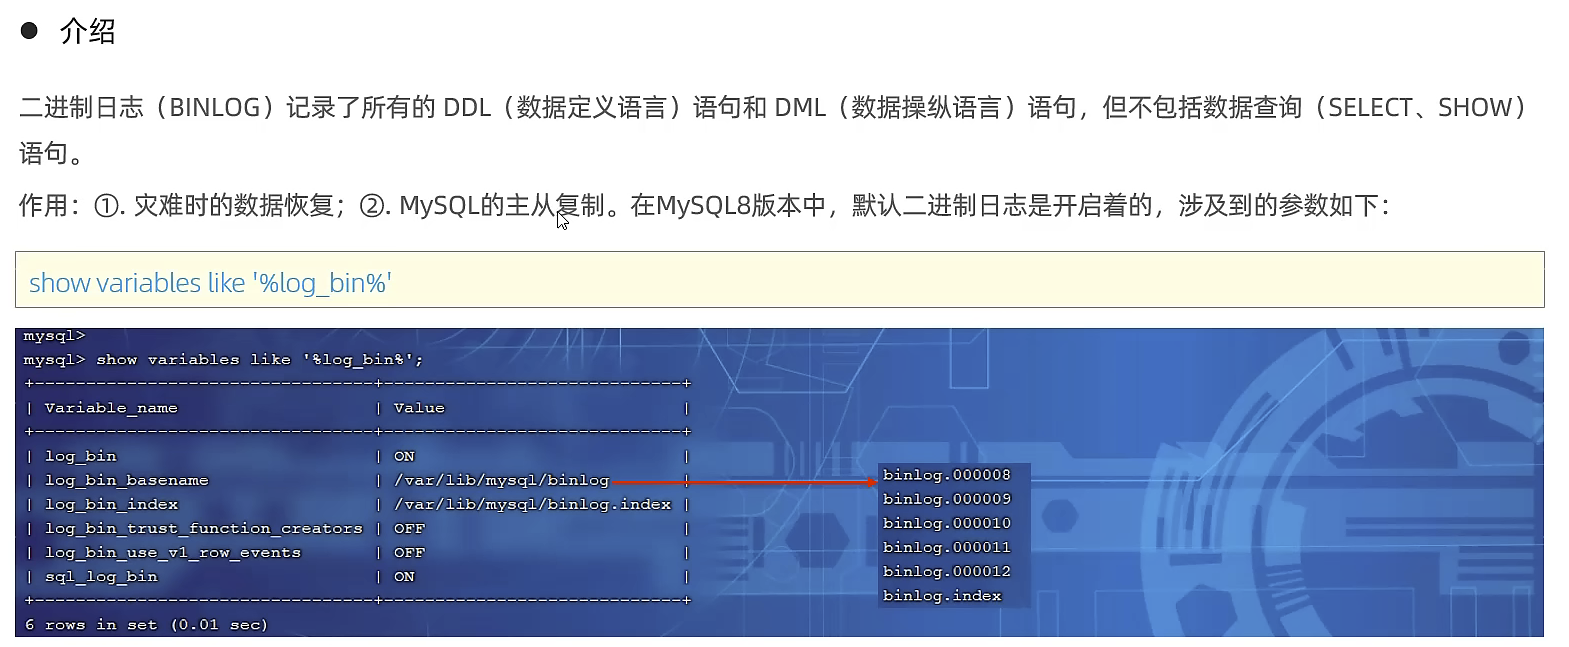 ● 介绍
二进制日志（BINLOG）记录了所有的 DDL（数据定义语言）语句和 DML（数据操纵语言）语句，但不包括数据查询（SELECT、SHOW）
语句。
作用：①. 灾难时的数据恢复；②. MySQL的主从复制。在MySQL8版本中，默认二进制日志是开启着的，涉及到的参数如下：
show variables like '%log_bin%'
mysql>
mysql> show variables like '%log_bin%';
+---------------------------------+------------------------------+
| Variable_name                   | Value                        |
+---------------------------------+------------------------------+
| log_bin                         | ON                           |
| log_bin_basename                | /var/lib/mysql/binlog        |
| log_bin_index                   | /var/lib/mysql/binlog.index  |
| log_bin_trust_function_creators | OFF                          |
| log_bin_use_v1_row_events       | OFF                          |
| sql_log_bin                     | ON                           |
+---------------------------------+------------------------------+
6 rows in set (0.01 sec)
binlog.000008
binlog.000009
binlog.000010
binlog.000011
binlog.000012
binlog.index